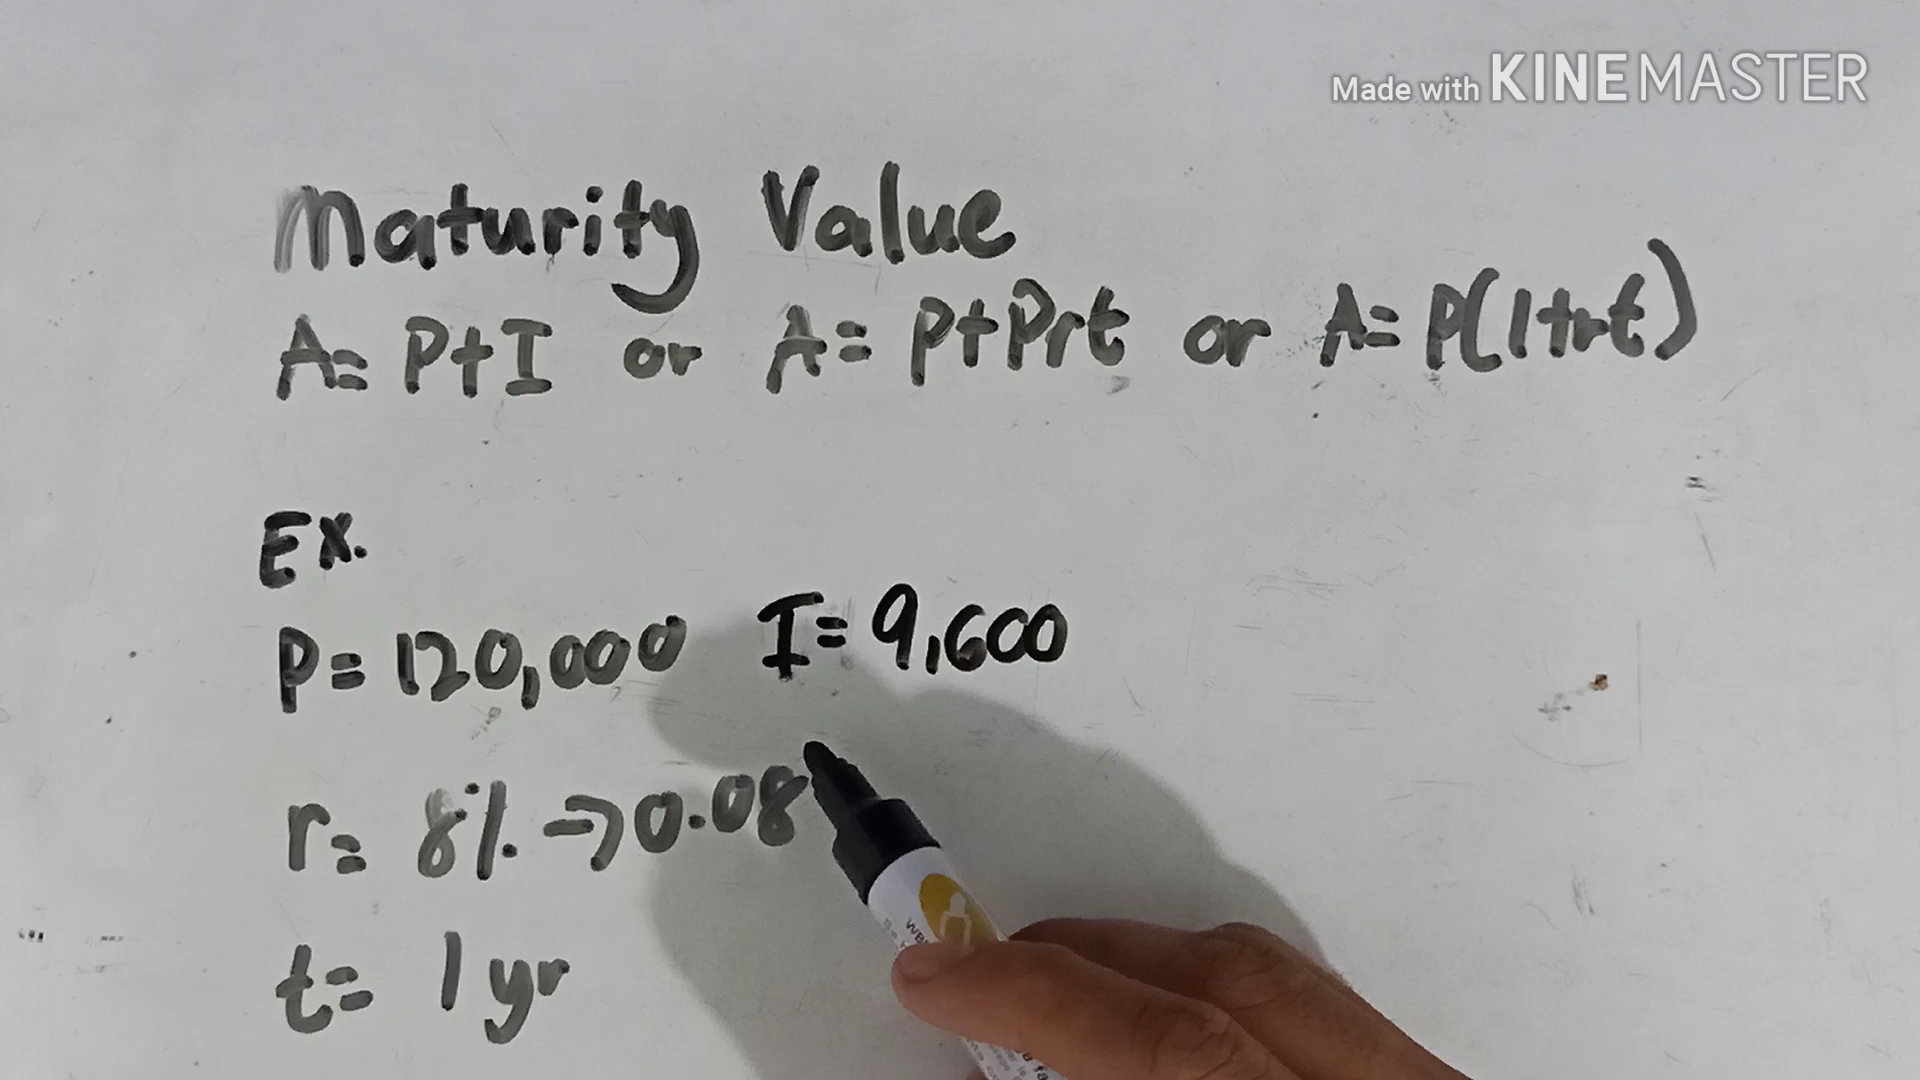 Made with KINEMASTER
Maturity Value
A= P+I or A= P+Prt or A= P(1+rt)
Ex.
P= 120,000 I= 9,600
r= 8% → 0.08
t= 1 yr